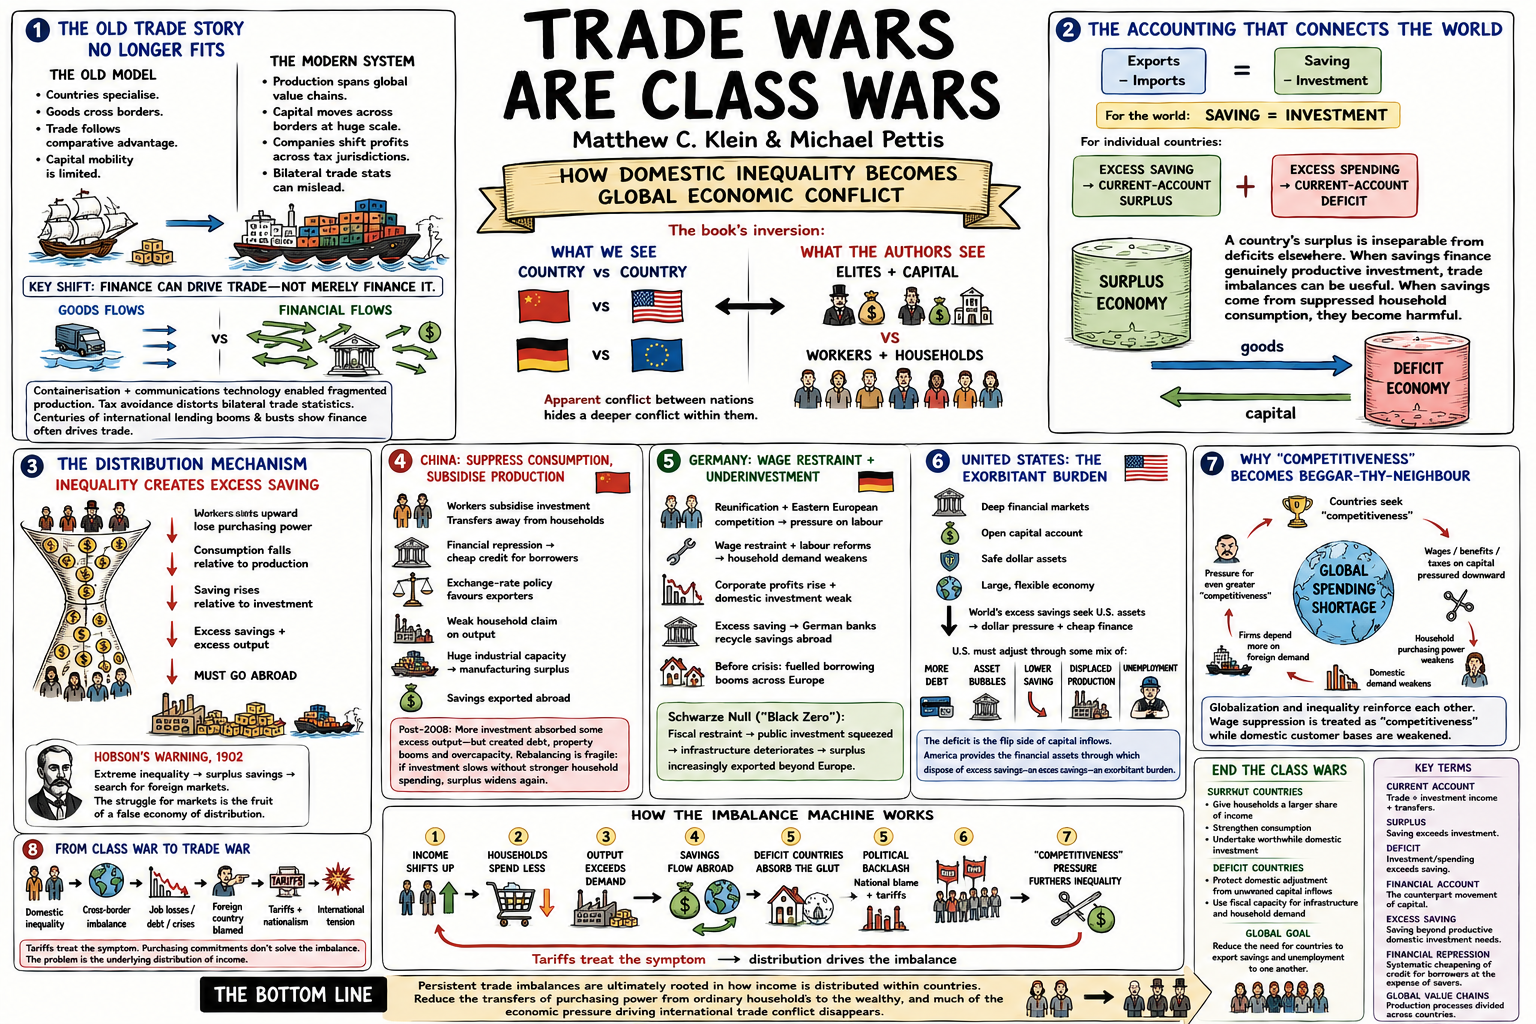 TRADE WARS
ARE CLASS WARS
Matthew C. Klein & Michael Pettis
HOW DOMESTIC INEQUALITY BECOMES
GLOBAL ECONOMIC CONFLICT
The book's inversion:
WHAT WE SEE
COUNTRY vs COUNTRY
VS
VS
Apparent conflict between nations
hides a deeper conflict within them.
WHAT THE AUTHORS SEE
ELITES + CAPITAL
VS
WORKERS + HOUSEHOLDS
1 THE OLD TRADE STORY
NO LONGER FITS
THE OLD MODEL
• Countries specialise.
• Goods cross borders.
• Trade follows
comparative advantage.
• Capital mobility
is limited.
THE MODERN SYSTEM
• Production spans global
value chains.
• Capital moves across
borders at huge scale.
• Companies shift profits
across tax jurisdictions.
• Bilateral trade stats
can mislead.
KEY SHIFT: FINANCE CAN DRIVE TRADE—NOT MERELY FINANCE IT.
GOODS FLOWS
VS
FINANCIAL FLOWS
$
Containerisation + communications technology enabled fragmented
production. Tax avoidance distorts bilateral trade statistics.
Centuries of international lending booms & busts show finance
often drives trade.
2 THE ACCOUNTING THAT CONNECTS THE WORLD
Exports
– Imports
=
Saving
– Investment
For the world: SAVING = INVESTMENT
For individual countries:
EXCESS SAVING
→ CURRENT-ACCOUNT
SURPLUS
+
EXCESS SPENDING
→ CURRENT-ACCOUNT
DEFICIT
SURPLUS
ECONOMY
A country's surplus is inseparable from
deficits elsewhere. When savings finance
genuinely productive investment, trade
imbalances can be useful. When savings
come from suppressed household
consumption, they become harmful.
goods
capital
DEFICIT
ECONOMY
3 THE DISTRIBUTION MECHANISM
INEQUALITY CREATES EXCESS SAVING
Workers upward
lose purchasing power
Consumption falls
relative to production
Saving rises
relative to investment
Excess savings +
excess output
MUST GO ABROAD
HOBSON'S WARNING, 1902
Extreme inequality → surplus savings →
search for foreign markets.
The struggle for markets is the fruit
of a false economy of distribution.
4 CHINA: SUPPRESS CONSUMPTION,
SUBSIDISE PRODUCTION
Workers subsidise investment
Transfers away from households
Financial repression →
cheap credit for borrowers
Exchange-rate policy
favours exporters
Weak household claim
on output
Huge industrial capacity
→ manufacturing surplus
Savings exported abroad
Post-2008: More investment absorbed some
excess output—but created debt, property
booms and overcapacity. Rebalancing is fragile:
if investment slows without stronger household
spending, surplus widens again.
5 GERMANY: WAGE RESTRAINT +
UNDERINVESTMENT
Reunification + Eastern European
competition → pressure on labour
Wage restraint + labour reforms
→ household demand weakens
Corporate profits rise +
domestic investment weak
Excess saving → German banks
recycle savings abroad
Before crisis: fuelled borrowing
booms across Europe
Schwarze Null ("Black Zero"):
Fiscal restraint → public investment squeezed
→ infrastructure deteriorates → surplus
increasingly exported beyond Europe.
6 UNITED STATES: THE
EXORBITANT BURDEN
Deep financial markets
Open capital account
Safe dollar assets
Large, flexible economy
World's excess savings seek U.S. assets
→ dollar pressure + cheap finance
U.S. must adjust through some mix of:
MORE
DEBT
ASSET
BUBBLES
LOWER
SAVING
DISPLACED
PRODUCTION
UNEMPLOYMENT
The deficit is the flip side of capital inflows.
America provides the financial assets through which
dispose of excess savings—an savings—an exorbitant burden.
7 WHY "COMPETITIVENESS"
BECOMES BEGGAR-THY-NEIGHBOUR
Countries seek
"competitiveness"
Wages / benefits /
taxes on capital
pressured downward
Household
purchasing power
weakens
Domestic
demand weakens
Firms depend
more on
foreign demand
Pressure for
even greater
"competitiveness"
GLOBAL
SPENDING
SHORTAGE
Globalization and inequality reinforce each other.
Wage suppression is treated as "competitiveness"
while domestic customer bases are weakened.
8 FROM CLASS WAR TO TRADE WAR
TARIFFS
Domestic
inequality
Cross-border
imbalance
Job losses /
debt / crises
Foreign
country
blamed
Tariffs +
nationalism
International
tension
Tariffs treat the symptom. Purchasing commitments don't solve the imbalance.
The problem is the underlying distribution of income.
HOW THE IMBALANCE MACHINE WORKS
1
INCOME
SHIFTS UP
2
HOUSEHOLDS
SPEND LESS
3
OUTPUT
EXCEEDS
DEMAND
4
SAVINGS
FLOW ABROAD
5
DEFICIT COUNTRIES
ABSORB THE GLUT
5
POLITICAL
BACKLASH
National blame
+ tariffs
6
7
"COMPETITIVENESS"
PRESSURE
FURTHERS INEQUALITY
Tariffs treat the symptom → distribution drives the imbalance
END THE CLASS WARS
SURRWUT COUNTRIES
• Give households a larger share
of income
• Strengthen consumption
• Undertake worthwhile domestic
investment
DEFICIT COUNTRIES
• Protect domestic adjustment
from unwvaned capital inflows
• Use fiscal capacity for infrastructure
and household demand
GLOBAL GOAL
Reduce the need for countries to
export savings and unemployment
to one another.
KEY TERMS
CURRENT ACCOUNT
Trade + investment income
+ transfers.
SURPLUS
Saving exceeds investment.
DEFICIT
Investment/spending
exceeds saving.
FINANCIAL ACCOUNT
The counterpart movement
of capital.
EXCESS SAVING
Saving beyond productive
domestic investment needs.
FINANCIAL REPRESSION
Systematic cheapening of
credit for borrowers at the
expense of savers.
GLOBAL VALUE CHAINS
Production processes divided
across countries.
THE BOTTOM LINE
Persistent trade imbalances are ultimately rooted in how income is distributed within countries.
Reduce the transfers of purchasing power from ordinary household's to the wealthy, and much of the
economic pressure driving international trade conflict disappears.